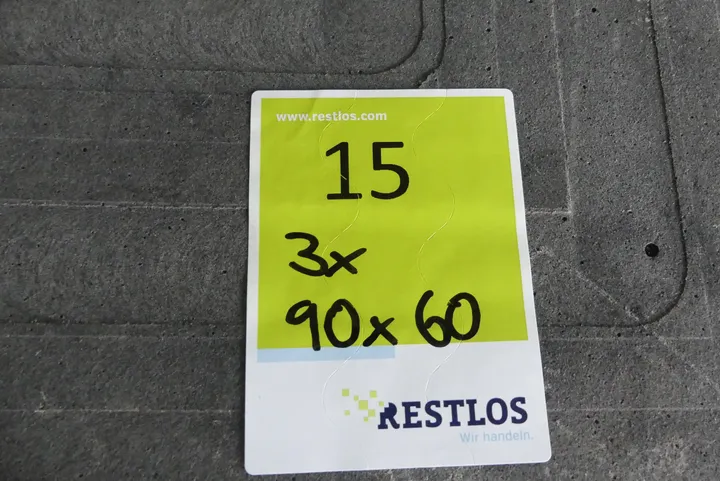 www.restlos.com
15
3x
90x60
RESTLOS
Wir handeln.